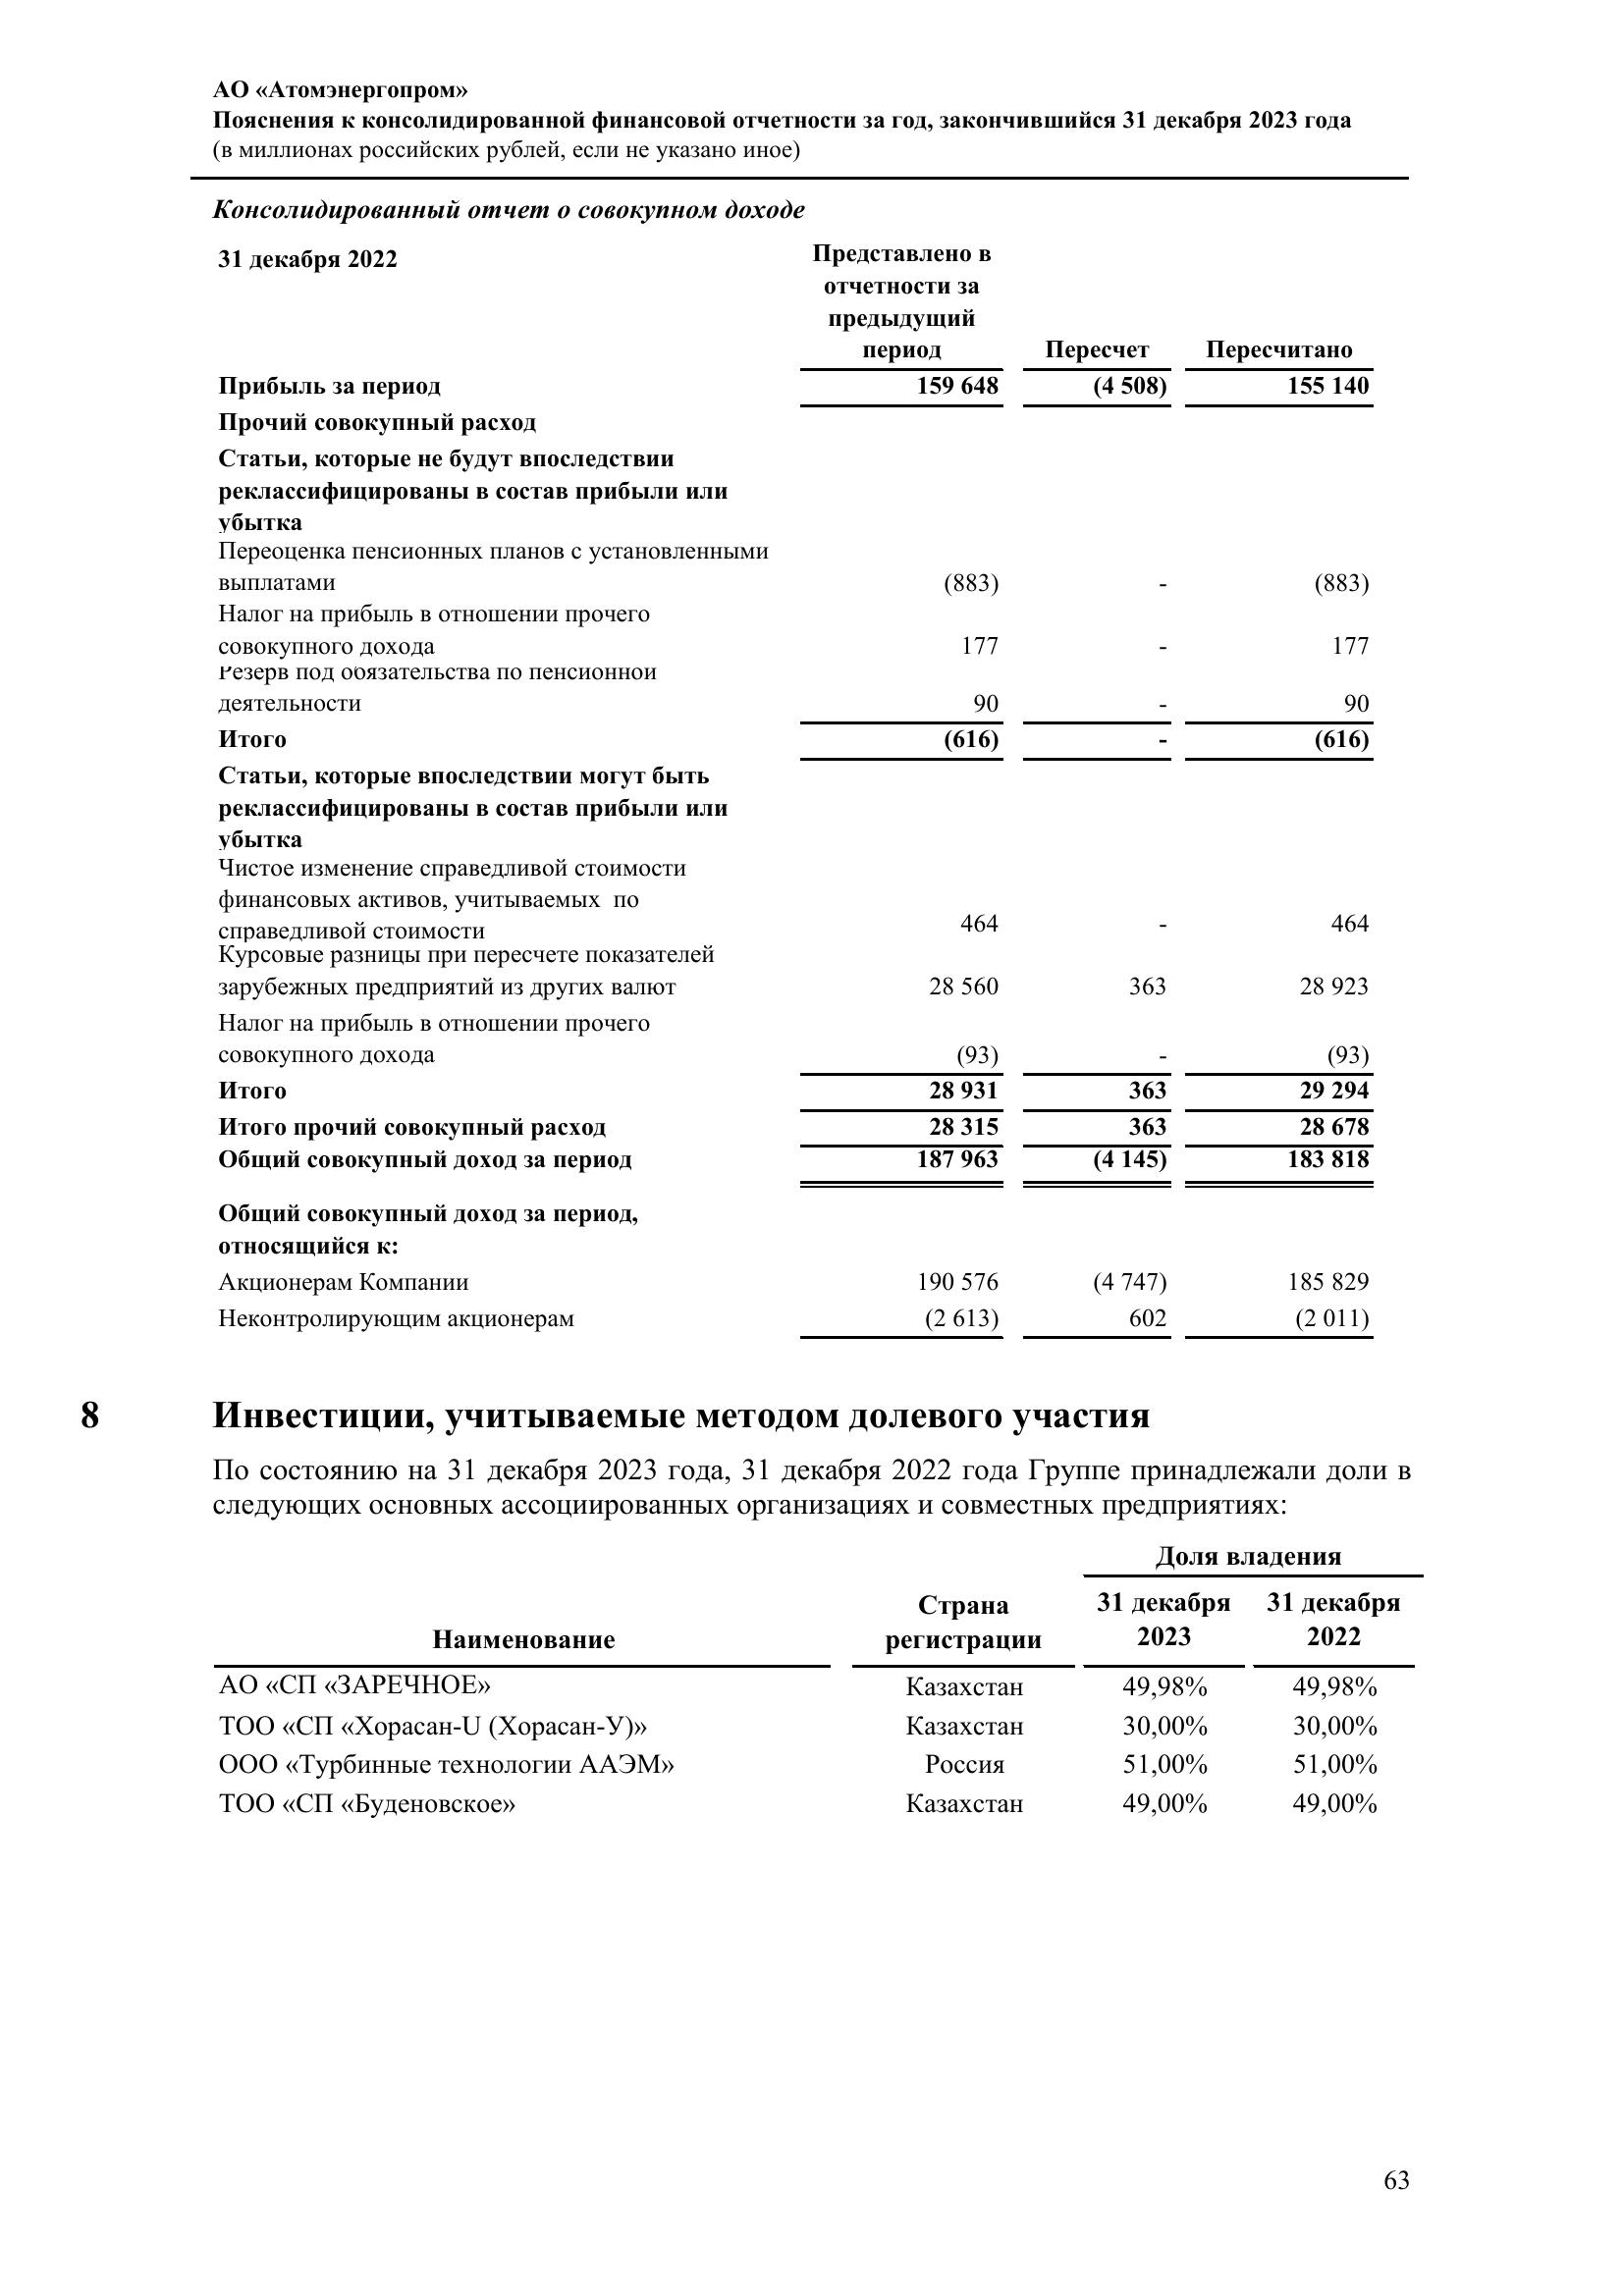 АО «Атомэнергопром»
Пояснения к консолидированной финансовой отчетности за год, закончившийся 31 декабря 2023 года
(в миллионах российских рублей, если не указано иное)
Консолидированный отчет о совокупном доходе
31 декабря 2022
Представлено в
отчетности за
предыдущий
период Пересчет Пересчитано
Прибыль за период 159 648 (4 508) 155 140
Прочий совокупный расход
Статьи, которые не будут впоследствии
реклассифицированы в состав прибыли или
убытка
Переоценка пенсионных планов с установленными
выплатами (883) - (883)
Налог на прибыль в отношении прочего
совокупного дохода 177 - 177
Резерв под обязательства по пенсионной
деятельности 90 - 90
Итого (616) - (616)
Статьи, которые впоследствии могут быть
реклассифицированы в состав прибыли или
убытка
Чистое изменение справедливой стоимости
финансовых активов, учитываемых по
справедливой стоимости 464 - 464
Курсовые разницы при пересчете показателей
зарубежных предприятий из других валют 28 560 363 28 923
Налог на прибыль в отношении прочего
совокупного дохода (93) - (93)
Итого 28 931 363 29 294
Итого прочий совокупный расход 28 315 363 28 678
Общий совокупный доход за период 187 963 (4 145) 183 818
Общий совокупный доход за период,
относящийся к:
Акционерам Компании 190 576 (4 747) 185 829
Неконтролирующим акционерам (2 613) 602 (2 011)
8 Инвестиции, учитываемые методом долевого участия
По состоянию на 31 декабря 2023 года, 31 декабря 2022 года Группе принадлежали доли в
следующих основных ассоциированных организациях и совместных предприятиях:
Доля владения
Страна 31 декабря 31 декабря
Наименование регистрации 2023 2022
АО «СП «ЗАРЕЧНОЕ» Казахстан 49,98% 49,98%
ТОО «СП «Хорасан-U (Хорасан-У)» Казахстан 30,00% 30,00%
ООО «Турбинные технологии ААЭМ» Россия 51,00% 51,00%
ТОО «СП «Буденовское» Казахстан 49,00% 49,00%
63